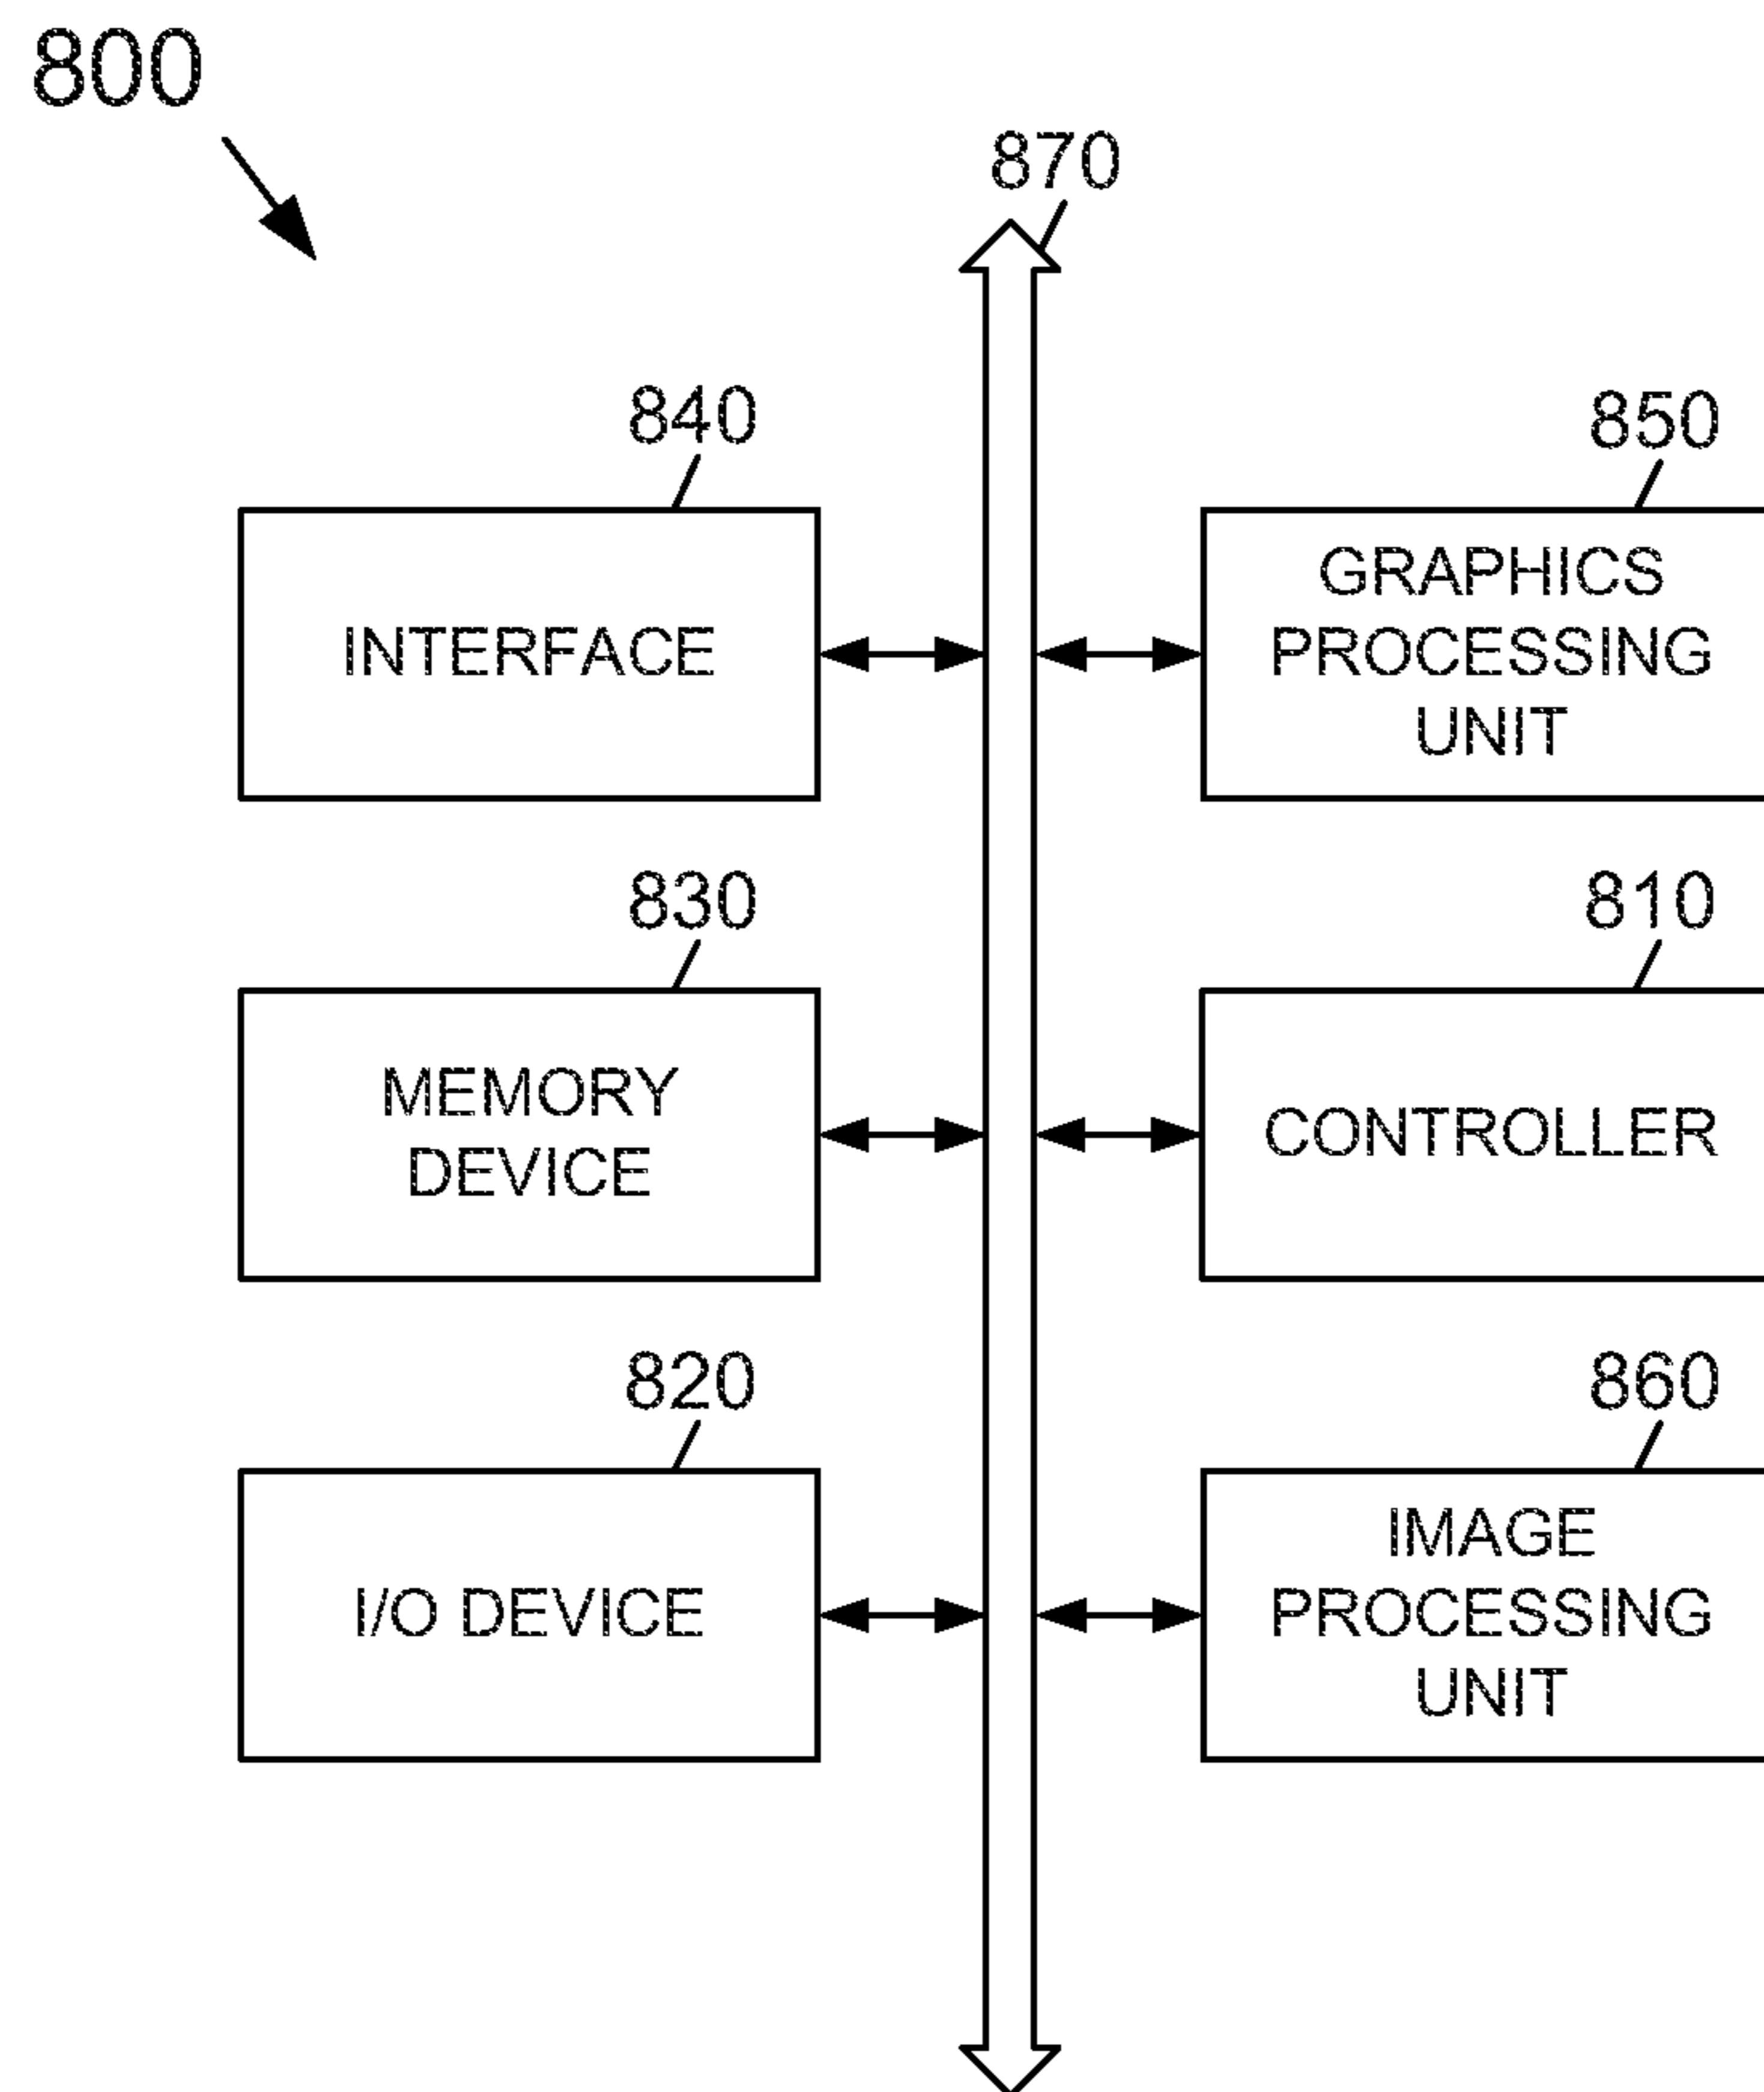 800
870
840
850
INTERFACE
GRAPHICS
PROCESSING
UNIT
830
810
MEMORY
DEVICE
CONTROLLER
820
860
I/O DEVICE
IMAGE
PROCESSING
UNIT